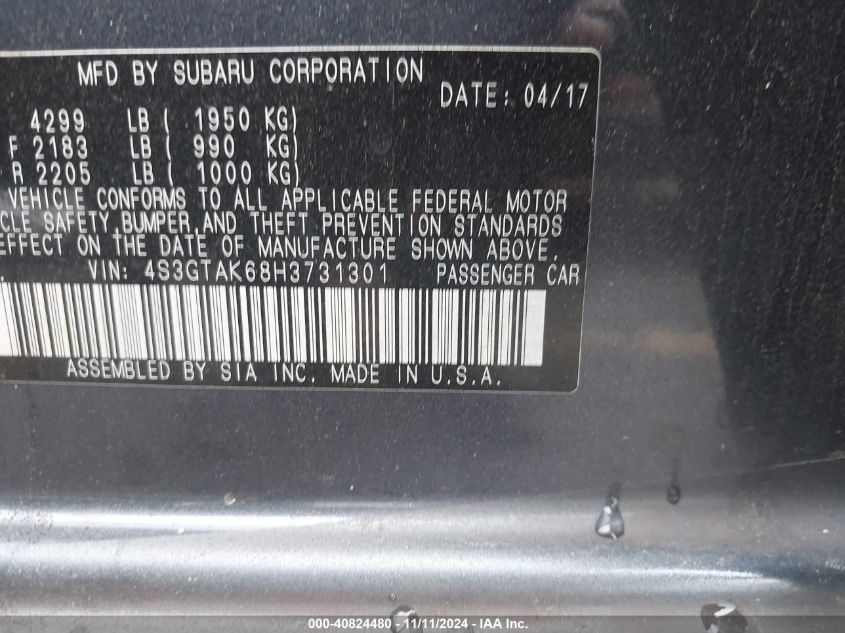 MFD BY SUBARU CORPORATION
DATE: 04/17
4299 LB ( 1950 KG)
F 2183 LB ( 990 KG)
R 2205 LB ( 1000 KG)
VEHICLE CONFORMS TO ALL APPLICABLE FEDERAL MOTOR
CLE SAFETY,BUMPER,AND THEFT PREVENTION STANDARDS
EFFECT ON THE DATE OF MANUFACTURE SHOWN ABOVE.
VIN: 4S3GTAK68H3731301 PASSENGER CAR
ASSEMBLED BY SIA INC. MADE IN U.S.A.
000-40824480 - 11/11/2024 - IAA Inc.